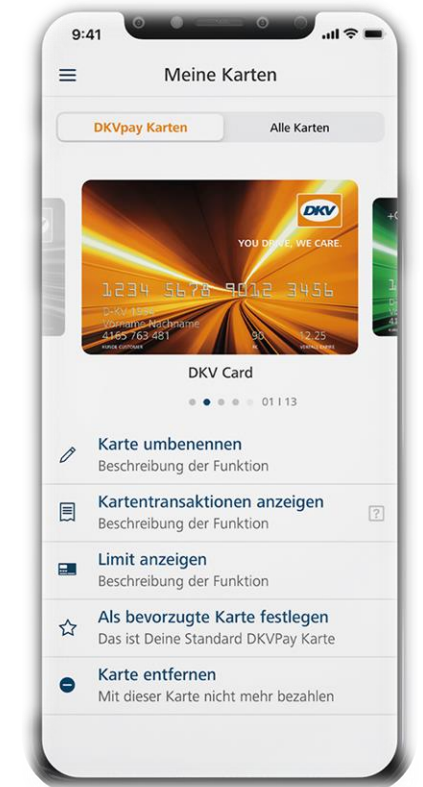 9:41
Meine Karten
DKVpay Karten
Alle Karten
DKV
YOU DRIVE, WE CARE.
1234 5678 9012 3456
D-KV 1934
Vorname Nachname
4165 763 481
90
12.25
DKV Card
01 | 13
Karte umbenennen
Beschreibung der Funktion
Kartentransaktionen anzeigen
Beschreibung der Funktion
?
Limit anzeigen
Beschreibung der Funktion
Als bevorzugte Karte festlegen
Das ist Deine Standard DKVPay Karte
Karte entfernen
Mit dieser Karte nicht mehr bezahlen